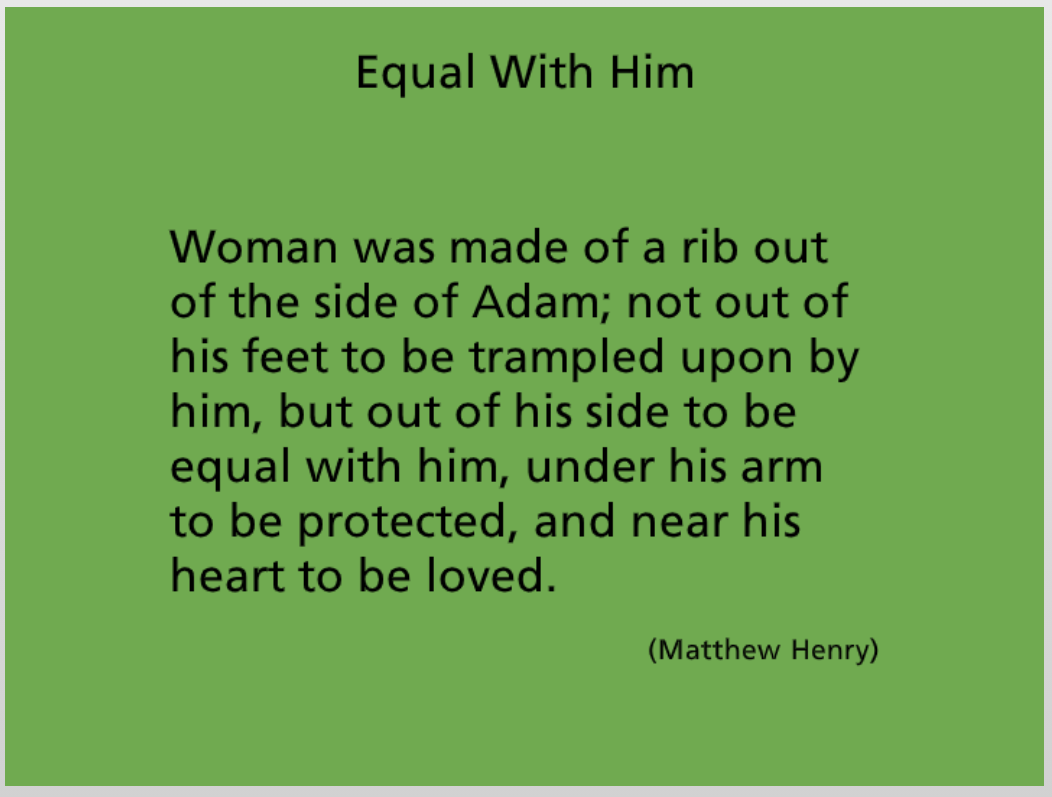 Equal With Him
Woman was made of a rib out
of the side of Adam; not out of
his feet to be trampled upon by
him, but out of his side to be
equal with him, under his arm
to be protected, and near his
heart to be loved.
(Matthew Henry)